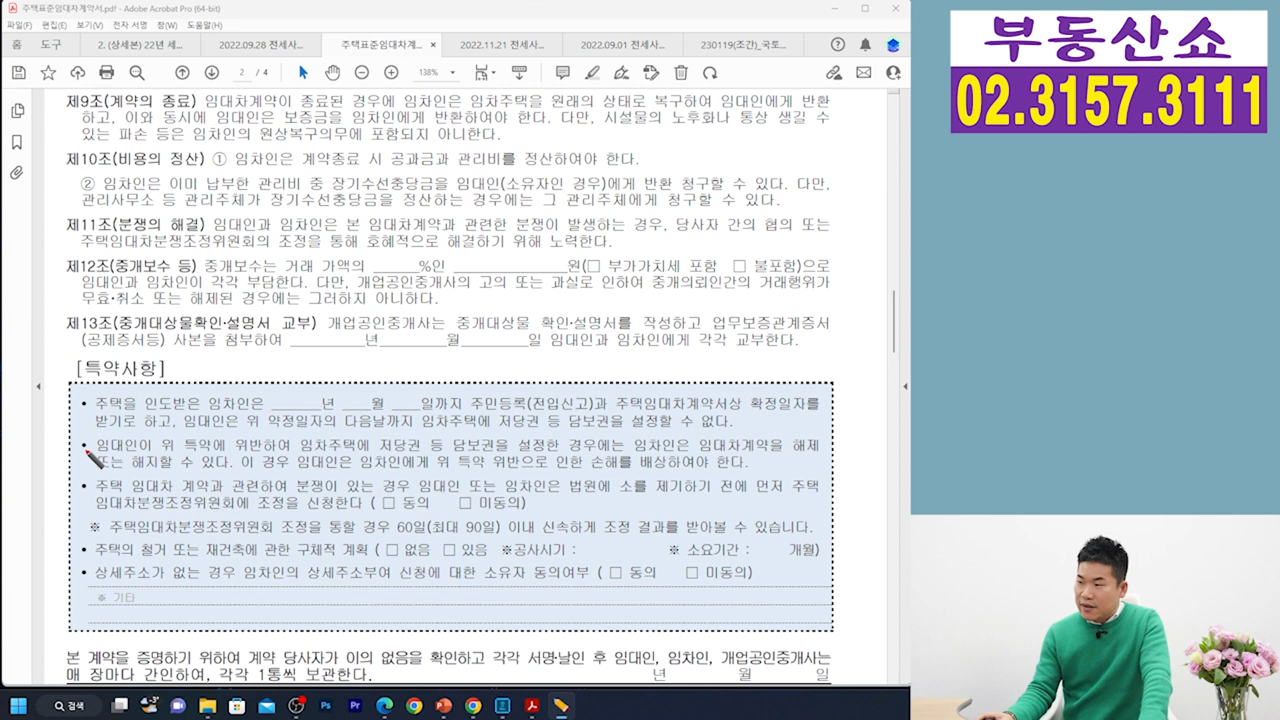 주택표준임대차계약서.pdf - Adobe Acrobat Pro (64-bit)
파일(F) 편집(E) 보기(V) 전자 서명 창(W) 도움말(H)
홈 도구 2. (상세본) 22년 세... 2022.09.28 전세사... 주택표준임대차계... × 2022.11.21 전세사... 2022.09.01 전세사... 230119(조간)_국토...
2 / 4 138%
제9조(계약의 종료) 임대차계약이 종료된 경우에 임차인은 임차주택을 원래의 상태로 복구하여 임대인에게 반환
하고, 이와 동시에 임대인은 보증금을 임차인에게 반환하여야 한다. 다만, 시설물의 노후화나 통상 생길 수
있는 파손 등은 임차인의 원상복구의무에 포함되지 아니한다.
제10조(비용의 정산) ① 임차인은 계약종료 시 공과금과 관리비를 정산하여야 한다.
② 임차인은 이미 납부한 관리비 중 장기수선충당금을 임대인(소유자인 경우)에게 반환 청구할 수 있다. 다만,
관리사무소 등 관리주체가 장기수선충당금을 정산하는 경우에는 그 관리주체에게 청구할 수 있다.
제11조(분쟁의 해결) 임대인과 임차인은 본 임대차계약과 관련한 분쟁이 발생하는 경우, 당사자 간의 협의 또는
주택임대차분쟁조정위원회의 조정을 통해 호혜적으로 해결하기 위해 노력한다.
제12조(중개보수 등) 중개보수는 거래 가액의 ______%인 ______________원(□ 부가가치세 포함 □ 불포함)으로
임대인과 임차인이 각각 부담한다. 다만, 개업공인중개사의 고의 또는 과실로 인하여 중개의뢰인간의 거래행위가
무효·취소 또는 해제된 경우에는 그러하지 아니하다.
제13조(중개대상물확인·설명서 교부) 개업공인중개사는 중개대상물 확인·설명서를 작성하고 업무보증관계증서
(공제증서등) 사본을 첨부하여 _________년________월________일 임대인과 임차인에게 각각 교부한다.
[특약사항]
• 주택을 인도받은 임차인은 ______년 ___월 ___일까지 주민등록(전입신고)과 주택임대차계약서상 확정일자를
받기로 하고, 임대인은 위 약정일자의 다음날까지 임차주택에 저당권 등 담보권을 설정할 수 없다.
• 임대인이 위 특약에 위반하여 임차주택에 저당권 등 담보권을 설정한 경우에는 임차인은 임대차계약을 해제
또는 해지할 수 있다. 이 경우 임대인은 임차인에게 위 특약 위반으로 인한 손해를 배상하여야 한다.
• 주택 임대차 계약과 관련하여 분쟁이 있는 경우 임대인 또는 임차인은 법원에 소를 제기하기 전에 먼저 주택
임대차분쟁조정위원회에 조정을 신청한다 ( □ 동의 □ 미동의)
※ 주택임대차분쟁조정위원회 조정을 통할 경우 60일(최대 90일) 이내 신속하게 조정 결과를 받아볼 수 있습니다.
• 주택의 철거 또는 재건축에 관한 구체적 계획 ( □ 없음 □ 있음 ※공사시기 : ※ 소요기간 : 개월)
• 상세주소가 없는 경우 임차인의 상세주소부여 신청에 대한 소유자 동의여부 ( □ 동의 □ 미동의)
※ 기타
본 계약을 증명하기 위하여 계약 당사자가 이의 없음을 확인하고 각각 서명·날인 후 임대인, 임차인, 개업공인중개사는
매 장마다 간인하여, 각각 1통씩 보관한다. 년 월 일
검색
부동산쇼
02.3157.3111